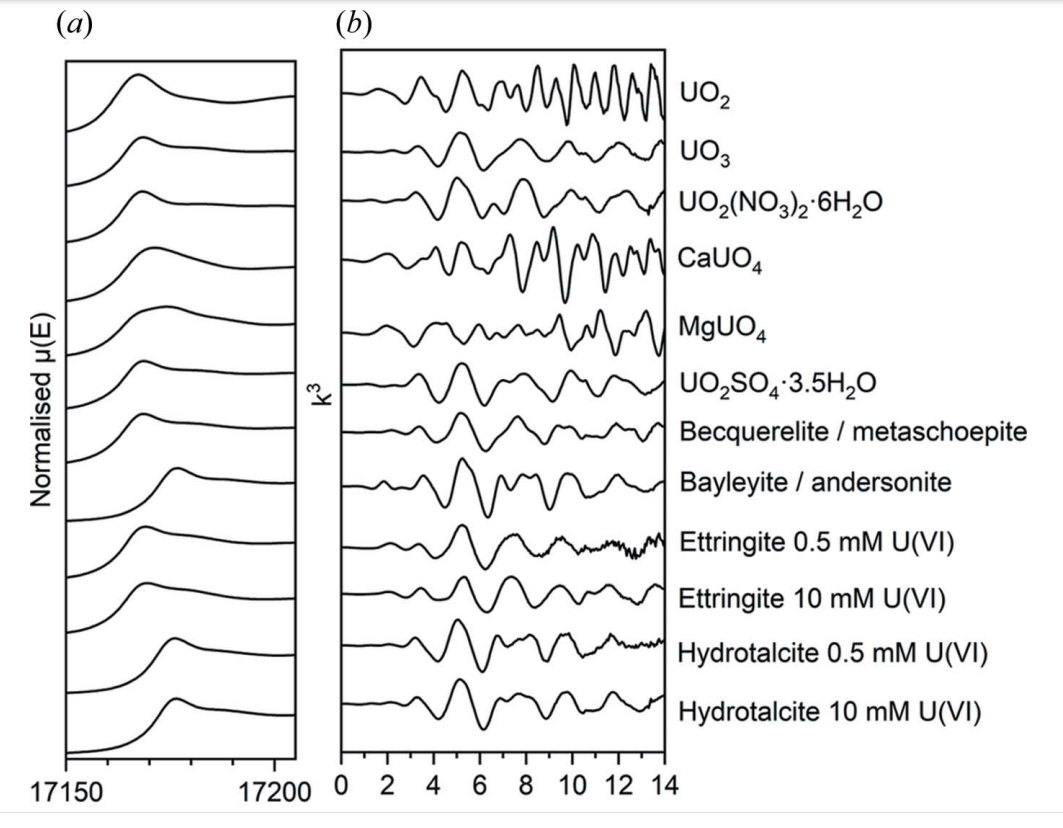 (a)
(b)
Normalised μ(E)
k³
UO₂
UO₃
UO₂(NO₃)₂·6H₂O
CaUO₄
MgUO₄
UO₂SO₄·3.5H₂O
Becquerelite / metaschoepite
Bayleyite / andersonite
Ettringite 0.5 mM U(VI)
Ettringite 10 mM U(VI)
Hydrotalcite 0.5 mM U(VI)
Hydrotalcite 10 mM U(VI)
17150 17200
0 2 4 6 8 10 12 14